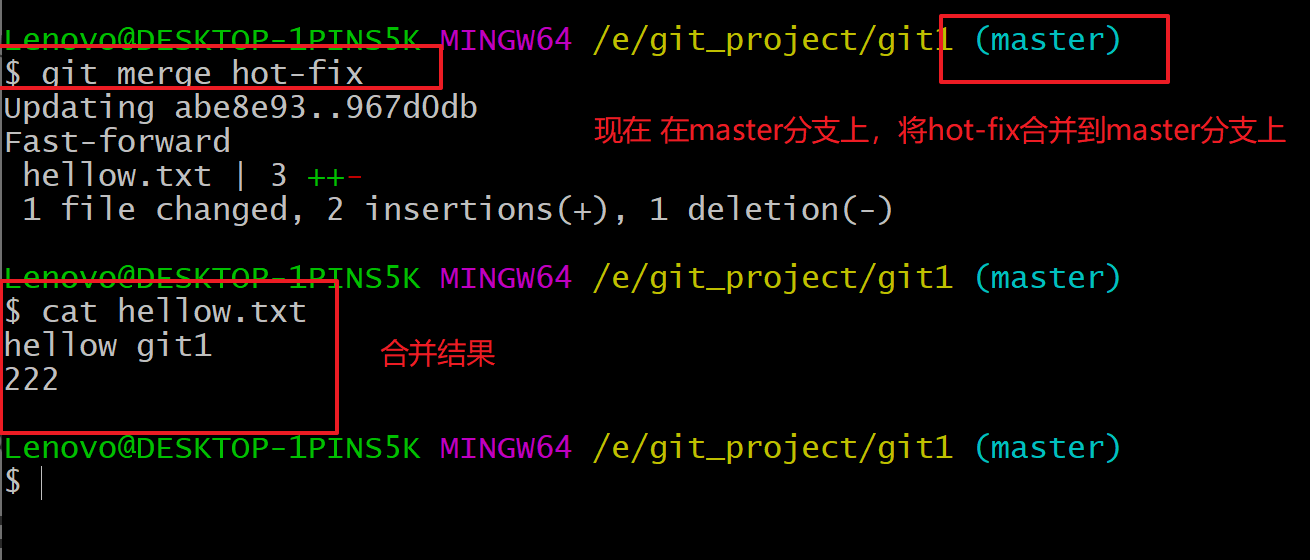 Lenovo@DESKTOP-1PINS5K MINGW64 /e/git_project/git1 (master)
$ git merge hot-fix
Updating abe8e93..967d0db
现在 在master分支上，将hot-fix合并到master分支上
Fast-forward
 hellow.txt | 3 ++-
 1 file changed, 2 insertions(+), 1 deletion(-)
Lenovo@DESKTOP-1PINS5K MINGW64 /e/git_project/git1 (master)
$ cat hellow.txt
hellow git1
合并结果
222
Lenovo@DESKTOP-1PINS5K MINGW64 /e/git_project/git1 (master)
$